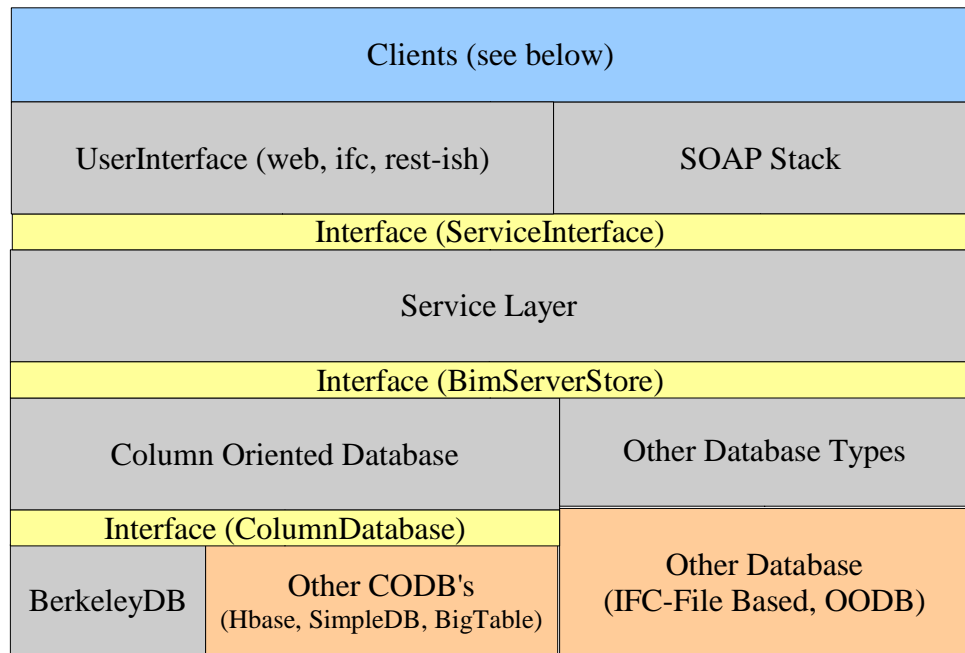 Clients (see below)
UserInterface (web, ifc, rest-ish)
SOAP Stack
Interface (ServiceInterface)
Service Layer
Interface (BimServerStore)
Column Oriented Database
Other Database Types
Interface (ColumnDatabase)
BerkeleyDB
Other CODB's
(Hbase, SimpleDB, BigTable)
Other Database
(IFC-File Based, OODB)